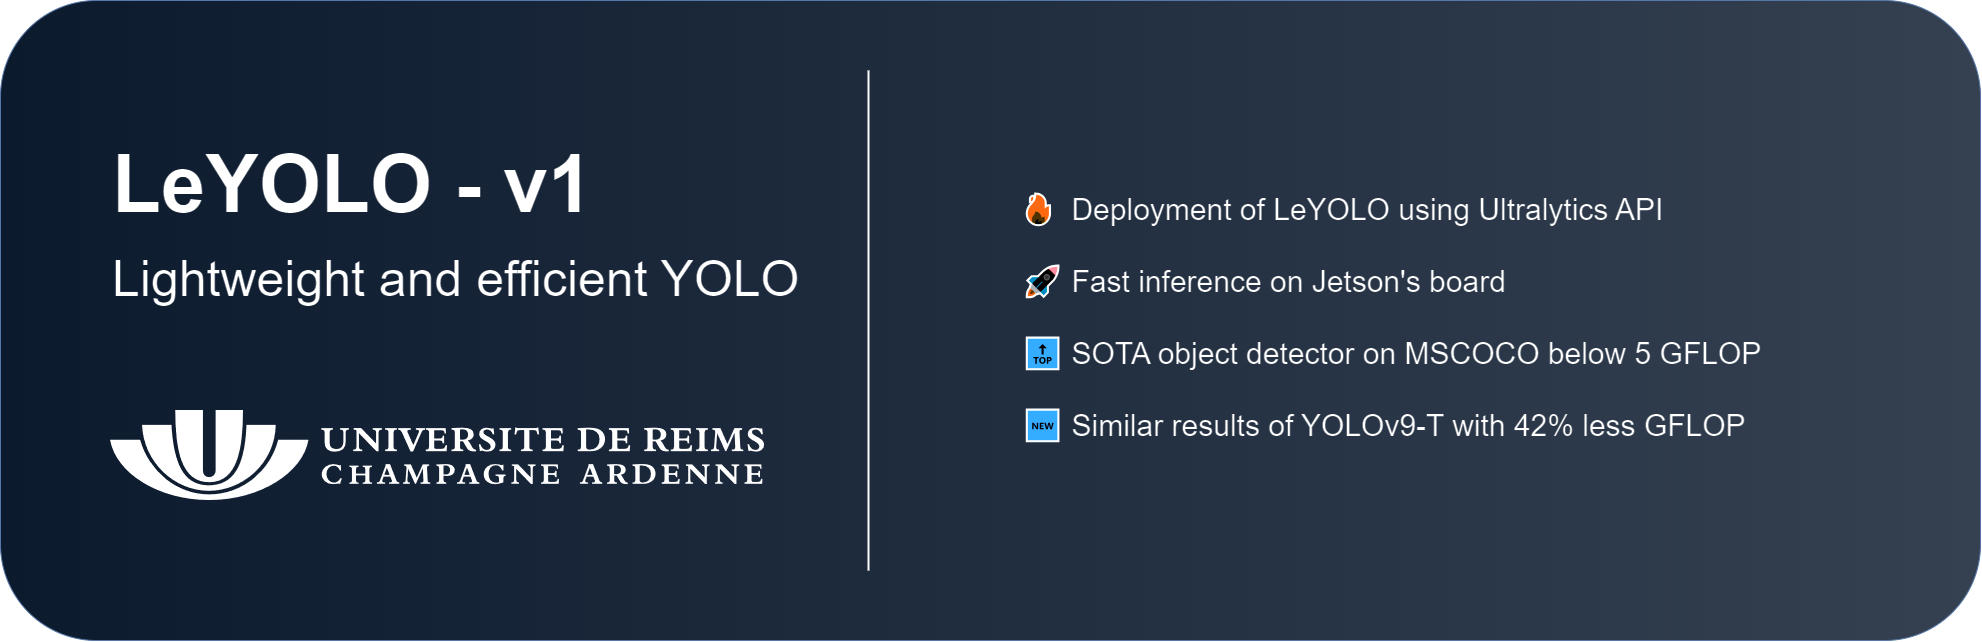 LeYOLO - v1
Lightweight and efficient YOLO
UNIVERSITE DE REIMS
CHAMPAGNE ARDENNE
Deployment of LeYOLO using Ultralytics API
Fast inference on Jetson's board
TOP
SOTA object detector on MSCOCO below 5 GFLOP
NEW
Similar results of YOLOv9-T with 42% less GFLOP